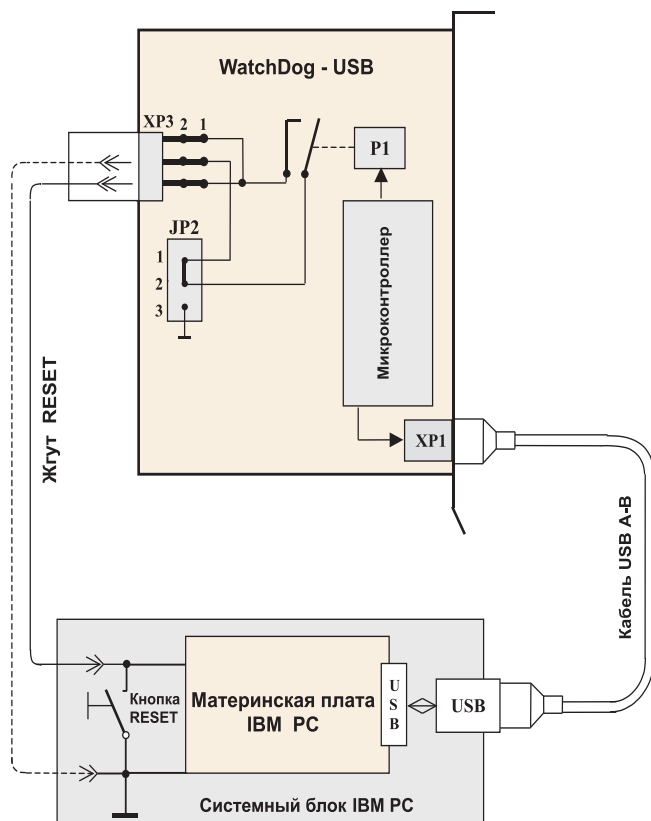 WatchDog - USB
XP3 2 1
P1
JP2
1
2
3
Микроконтроллер
XP1
Жгут RESET
Кабель USB A-B
Кнопка
RESET
Материнская плата
IBM PC
U
S
B
USB
Системный блок IBM PC